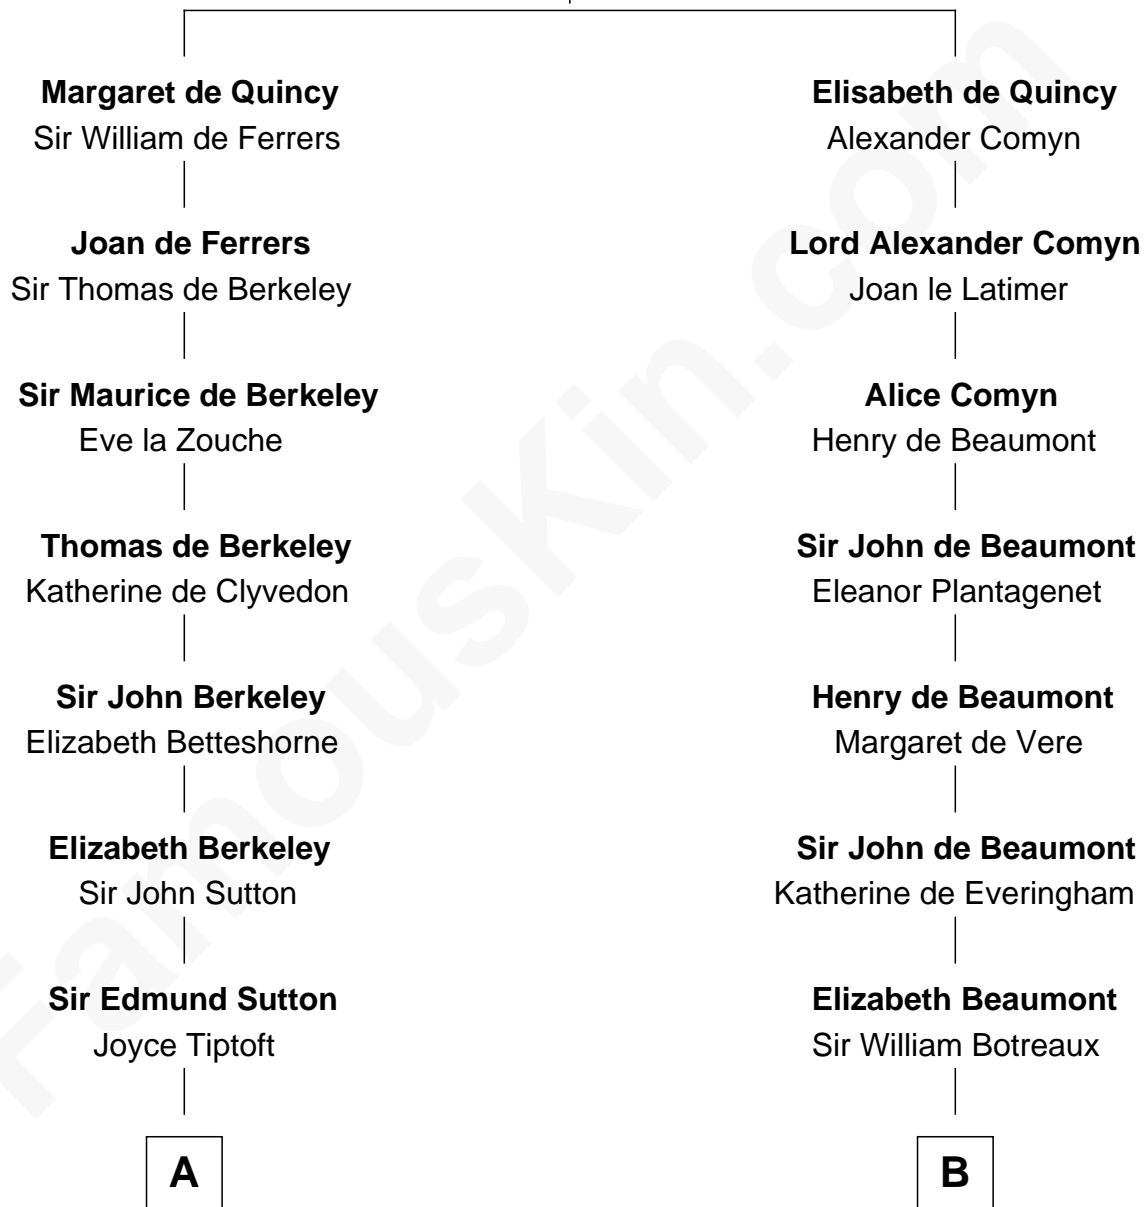 Margaret de Quincy
Sir William de Ferrers
Joan de Ferrers
Sir Thomas de Berkeley
Sir Maurice de Berkeley
Eve la Zouche
Thomas de Berkeley
Katherine de Clyvedon
Sir John Berkeley
Elizabeth Betteshorne
Elizabeth Berkeley
Sir John Sutton
Sir Edmund Sutton
Joyce Tiptoft
A
Elisabeth de Quincy
Alexander Comyn
Lord Alexander Comyn
Joan le Latimer
Alice Comyn
Henry de Beaumont
Sir John de Beaumont
Eleanor Plantagenet
Henry de Beaumont
Margaret de Vere
Sir John de Beaumont
Katherine de Everingham
Elizabeth Beaumont
Sir William Botreaux
B
FamousKin.com